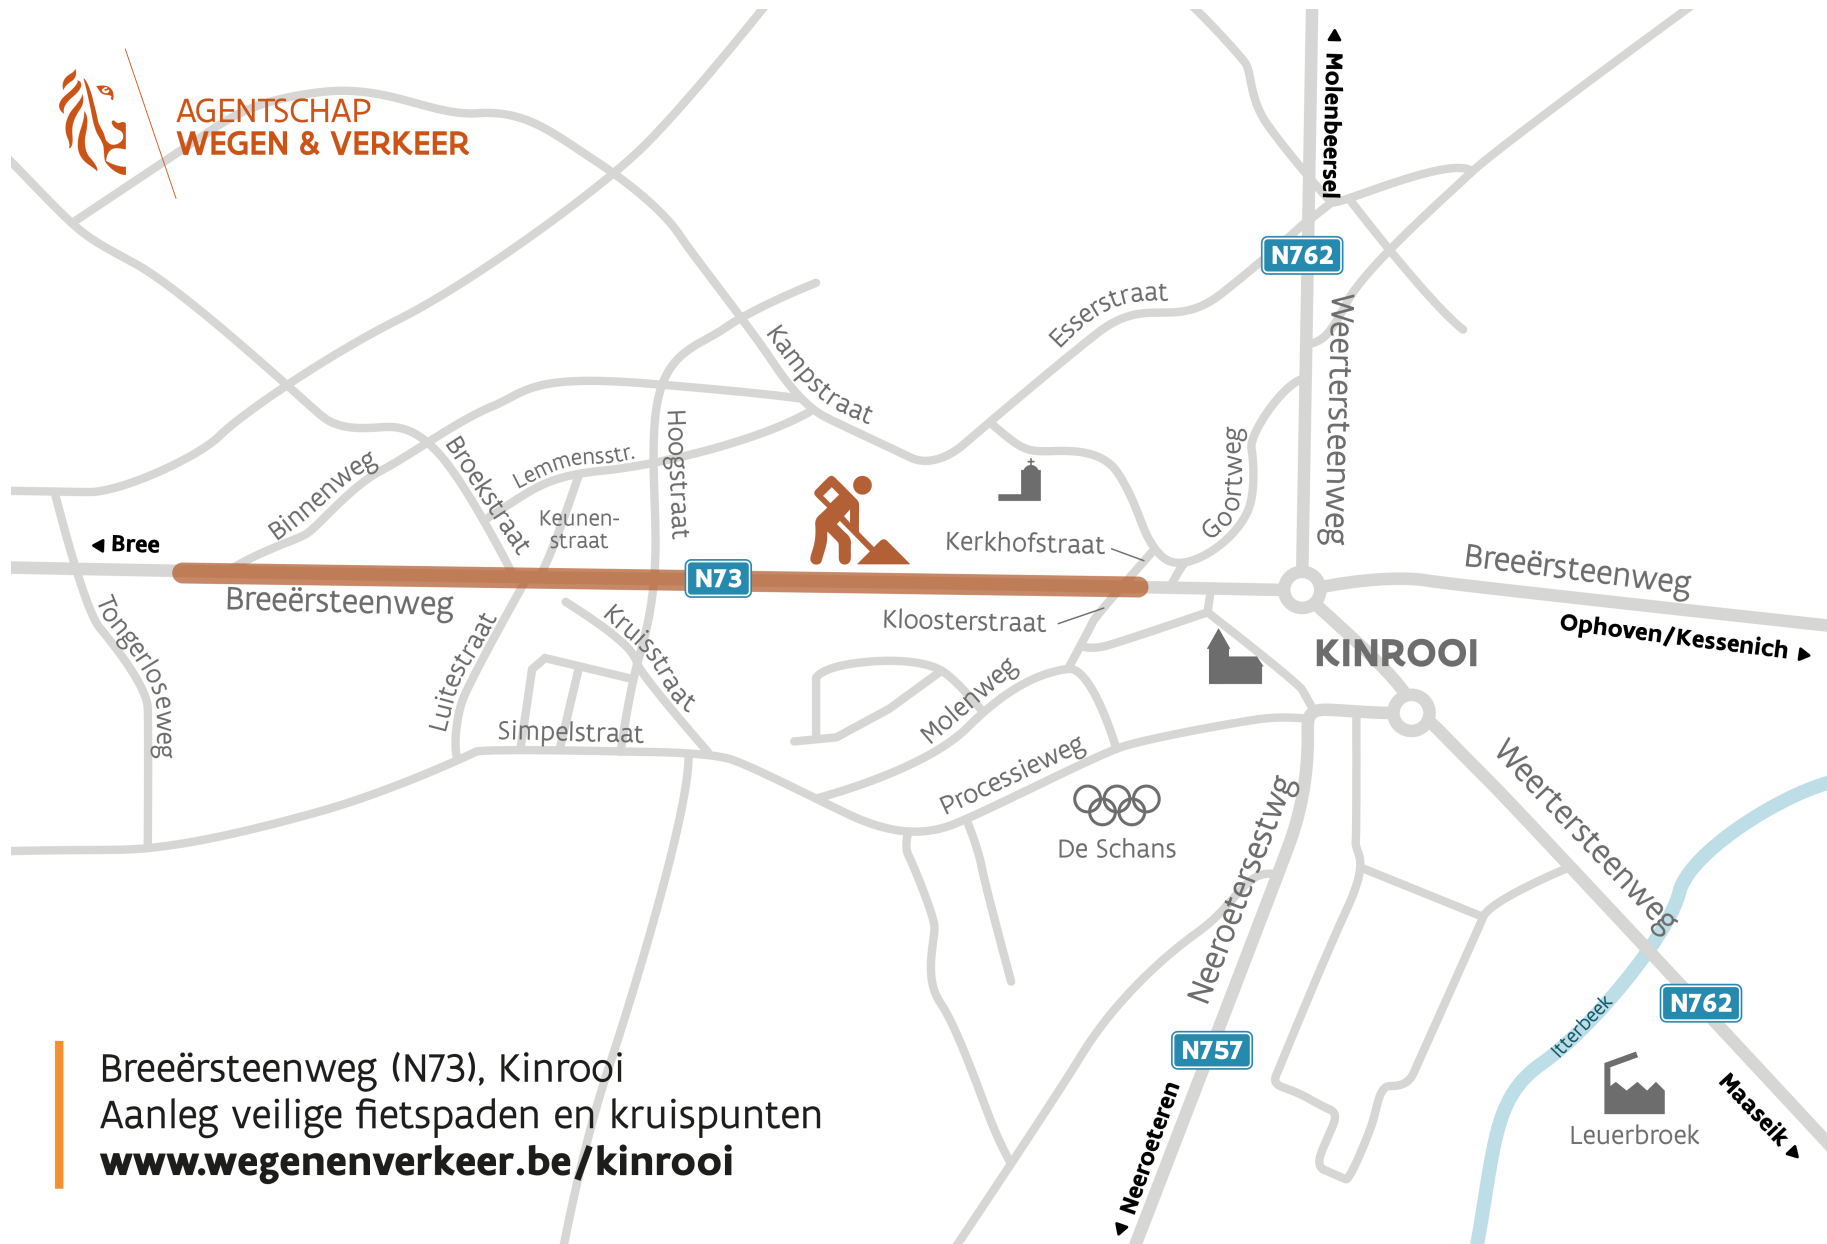 AGENTSCHAP
WEGEN & VERKEER
Molenbeersel
N762
Esserstraat
Weertersteenweg
Kampstraat
Hoogstraat
Goortweg
Broekstraat
Lemmensstr.
Binnenweg
Keunen-
straat
Kerkhofstraat
Bree
N73
Breeërsteenweg
Breeërsteenweg
Ophoven/Kessenich
Tongerloseweg
Kruisstraat
Kloosterstraat
KINROOI
Luitestraat
Molenweg
Simpelstraat
Processieweg
Weertersteenweg
Neeroetersestwg
De Schans
N762
Itterbeek
N757
Leuerbroek
Maaseik
Neeroeteren
Breeërsteenweg (N73), Kinrooi
Aanleg veilige fietspaden en kruispunten
www.wegenenverkeer.be/kinrooi